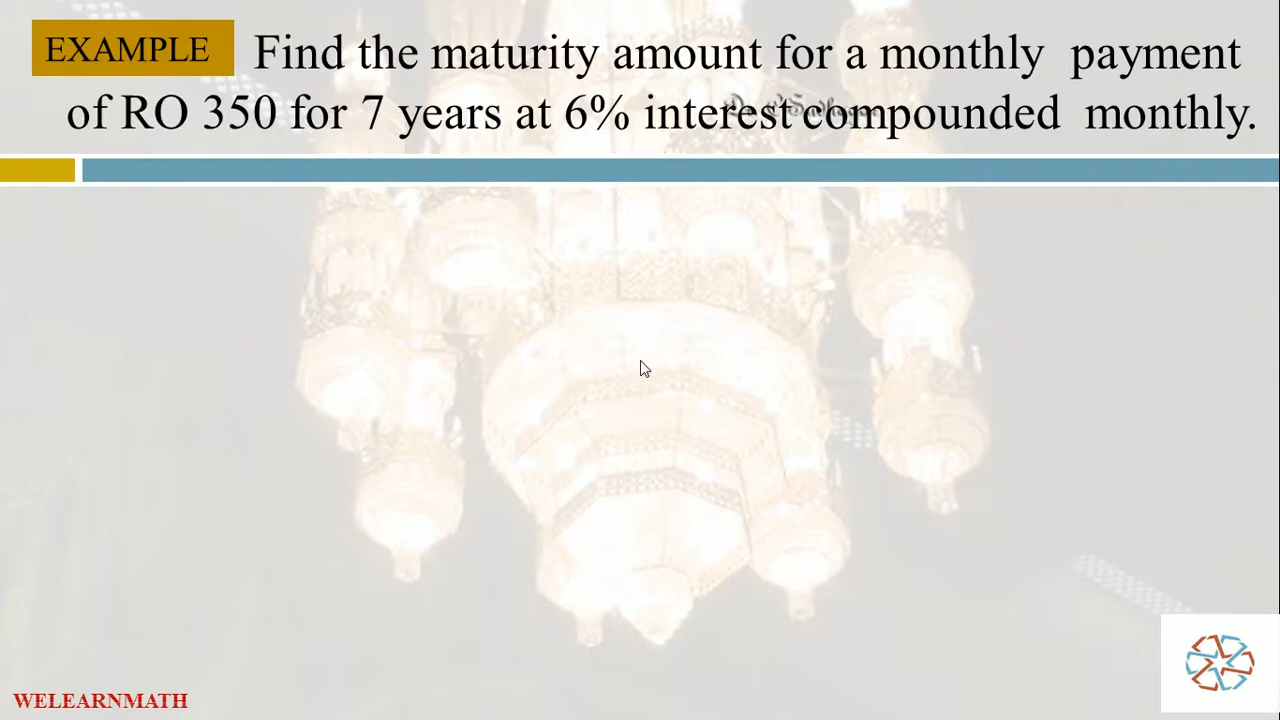 EXAMPLE Find the maturity amount for a monthly payment
of RO 350 for 7 years at 6% interest compounded monthly.
WELEARNMATH